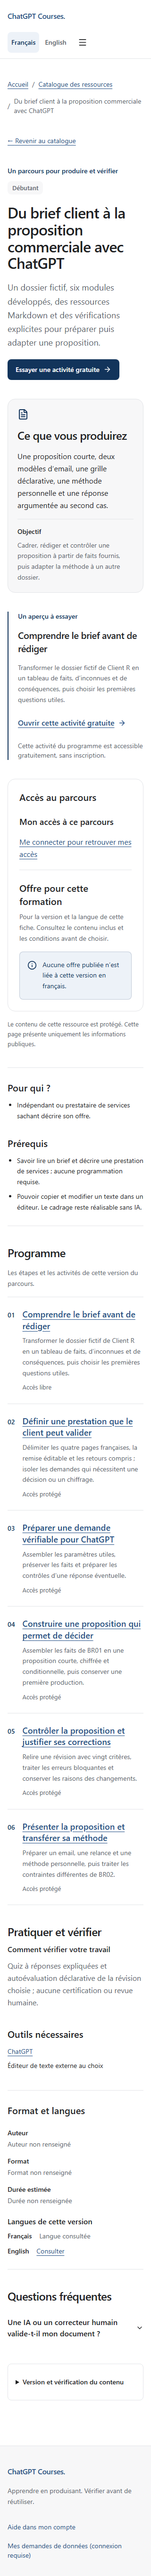 ChatGPT Courses.
Français English
Accueil / Catalogue des ressources
/ Du brief client à la proposition commerciale
avec ChatGPT
← Revenir au catalogue
Un parcours pour produire et vérifier
Débutant
Du brief client à la
proposition
commerciale avec
ChatGPT
Un dossier fictif, six modules
développés, des ressources
Markdown et des vérifications
explicites pour préparer puis
adapter une proposition.
Essayer une activité gratuite →
Ce que vous produirez
Une proposition courte, deux
modèles d'email, une grille
déclarative, une méthode
personnelle et une réponse
argumentée au second cas.
Objectif
Cadrer, rédiger et contrôler une
proposition à partir de faits fournis,
puis adapter la méthode à un autre
dossier.
Un aperçu à essayer
Comprendre le brief avant de
rédiger
Transformer le dossier fictif de Client R en
un tableau de faits, d'inconnues et de
conséquences, puis choisir les premières
questions utiles.
Ouvrir cette activité gratuite →
Cette activité du programme est accessible
gratuitement, sans inscription.
Accès au parcours
Mon accès à ce parcours
Me connecter pour retrouver mes
accès
Offre pour cette
formation
Pour la version et la langue de cette
fiche. Consultez le contenu inclus et
les conditions avant de choisir.
Aucune offre publiée n'est
liée à cette version en
français.
Le contenu de cette ressource est protégé. Cette
page présente uniquement les informations
publiques.
Pour qui ?
Indépendant ou prestataire de services
sachant décrire son offre.
Prérequis
Savoir lire un brief et décrire une prestation
de services ; aucune programmation
requise.
Pouvoir copier et modifier un texte dans un
éditeur. Le cadrage reste réalisable sans IA.
Programme
Les étapes et les activités de cette version du
parcours.
01 Comprendre le brief avant de
rédiger
Transformer le dossier fictif de Client R
en un tableau de faits, d'inconnues et de
conséquences, puis choisir les premières
questions utiles.
Accès libre
02 Définir une prestation que le
client peut valider
Délimiter les quatre pages françaises, la
remise éditable et les retours compris ;
isoler les demandes qui nécessitent une
décision ou un chiffrage.
Accès protégé
03 Préparer une demande
vérifiable pour ChatGPT
Assembler les paramètres utiles,
préserver les faits et préparer les
contrôles d'une réponse éventuelle.
Accès protégé
04 Construire une proposition qui
permet de décider
Assembler les faits de BR01 en une
proposition courte, chiffrée et
conditionnelle, puis conserver une
première production.
Accès protégé
05 Contrôler la proposition et
justifier ses corrections
Relire une révision avec vingt critères,
traiter les erreurs bloquantes et
conserver les raisons des changements.
Accès protégé
06 Présenter la proposition et
transférer sa méthode
Préparer un email, une relance et une
méthode personnelle, puis traiter les
contraintes différentes de BR02.
Accès protégé
Pratiquer et vérifier
Comment vérifier votre travail
Quiz à réponses expliquées et
autoévaluation déclarative de la révision
choisie ; aucune certification ou revue
humaine.
Outils nécessaires
ChatGPT
Éditeur de texte externe au choix
Format et langues
Auteur
Auteur non renseigné
Format
Format non renseigné
Durée estimée
Durée non renseignée
Langues de cette version
Français Langue consultée
English Consulter
Questions fréquentes
Une IA ou un correcteur humain
valide-t-il mon document ?
Version et vérification du contenu
ChatGPT Courses.
Apprendre en produisant. Vérifier avant de
réutiliser.
Aide dans mon compte
Mes demandes de données (connexion
requise)